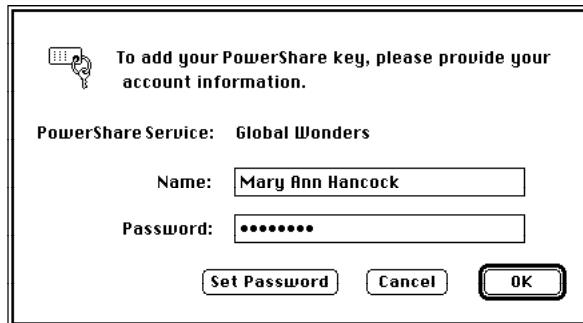 To add your PowerShare key, please provide your
account information.
PowerShare Service: Global Wonders
Name: Mary Ann Hancock
Password: ••••••••
Set Password Cancel OK